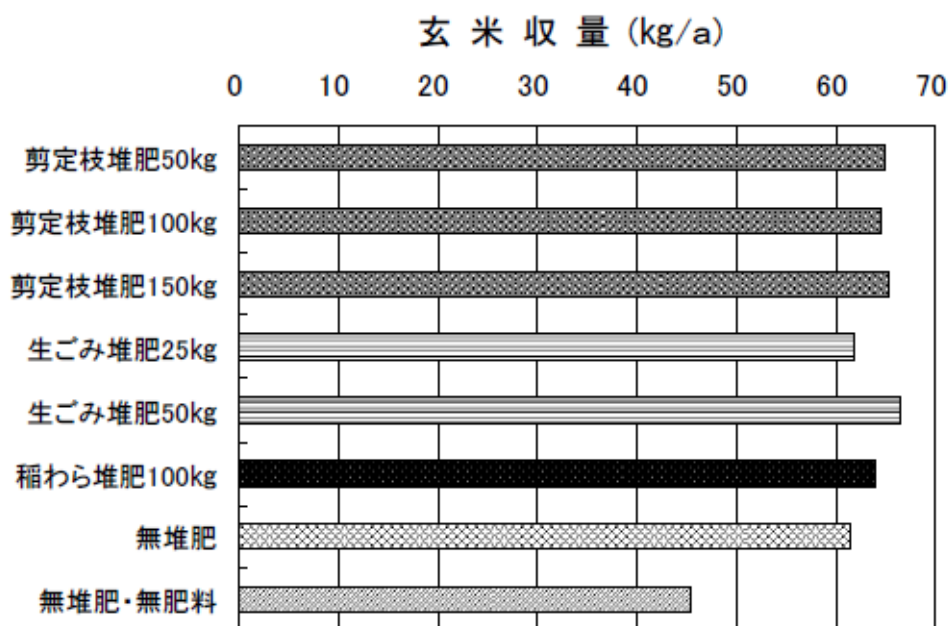 玄 米 収 量 (kg/a)
0 10 20 30 40 50 60 70
剪定枝堆肥50kg
剪定枝堆肥100kg
剪定枝堆肥150kg
生ごみ堆肥25kg
生ごみ堆肥50kg
稲わら堆肥100kg
無堆肥
無堆肥・無肥料